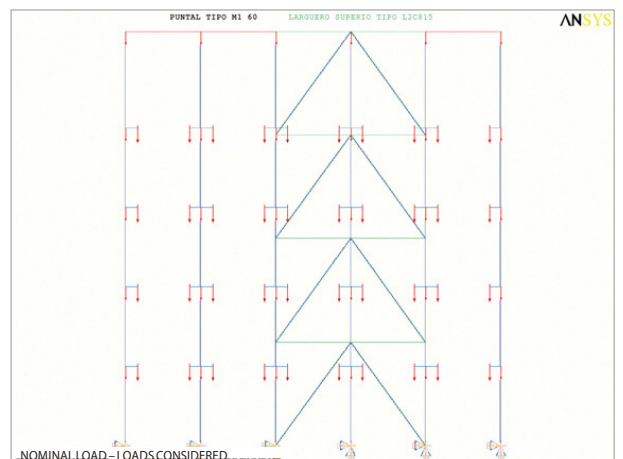 PUNTAL TIPO M1 60 LARGUERO SUPERIO TIPO L2C815
ANSYS
NOMINAL LOAD – LOADS CONSIDERED